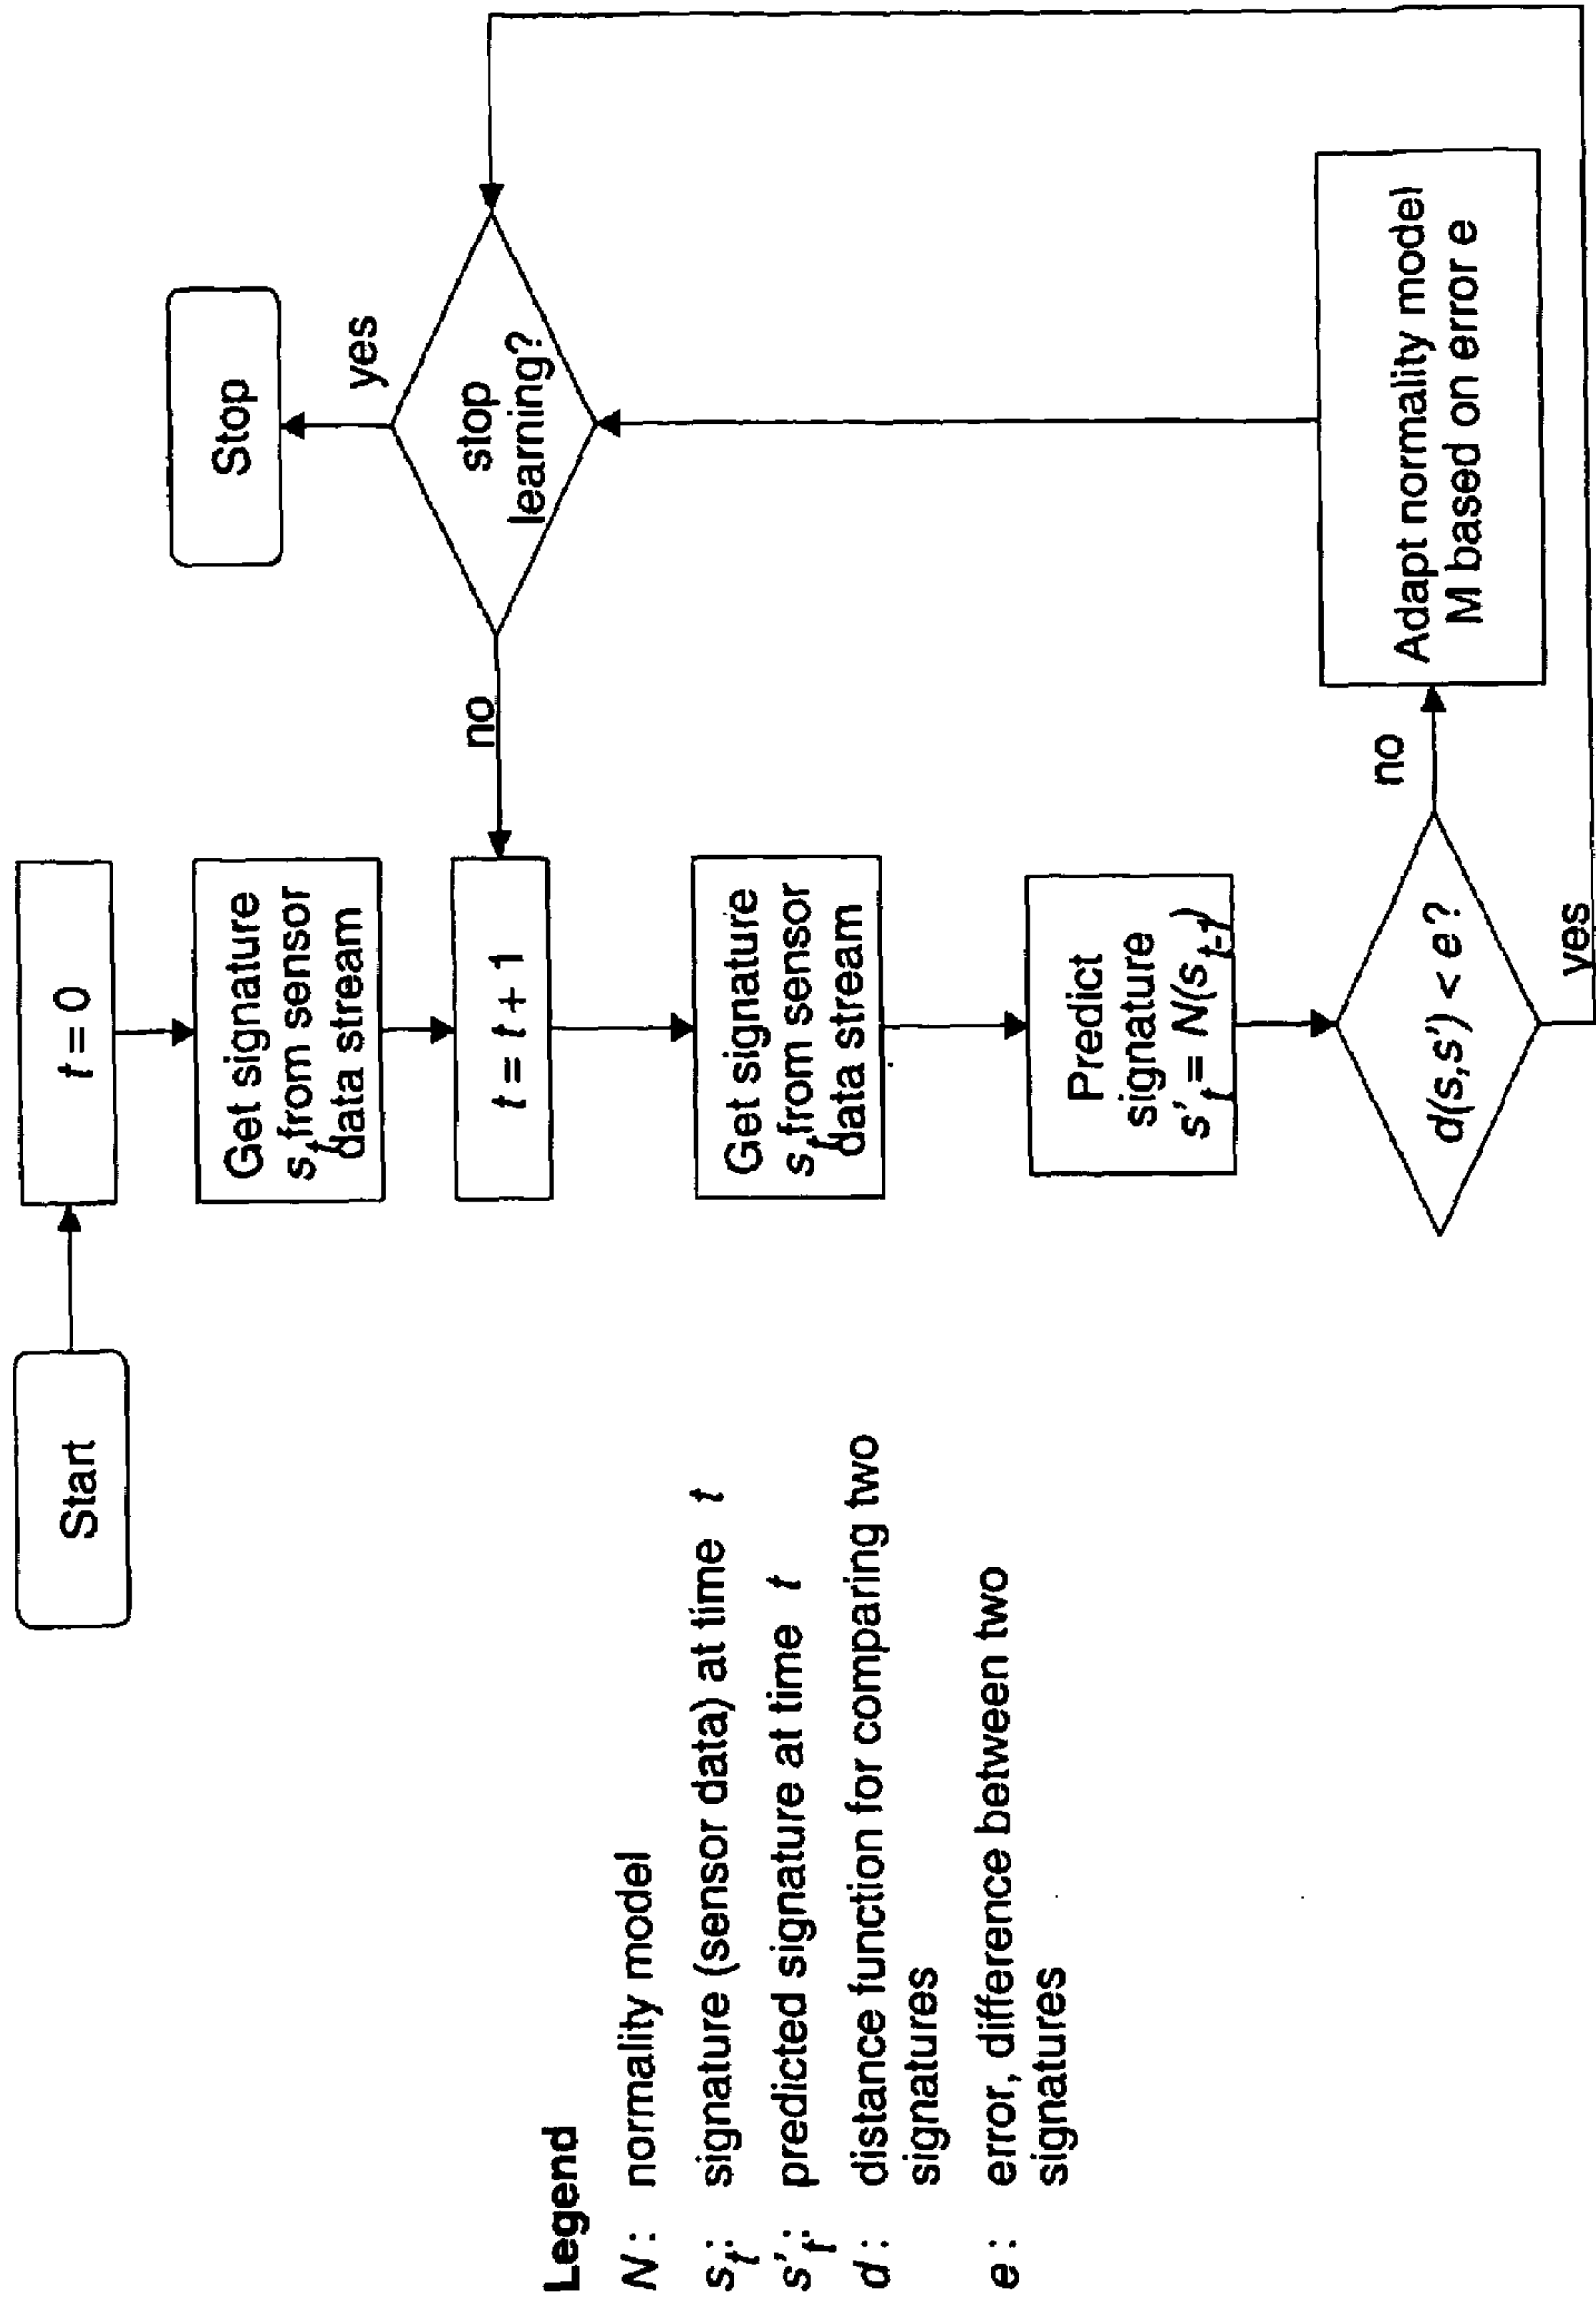 Start
t = 0
Get signature
s_t from sensor
data stream
t = t + 1
Get signature
s_t from sensor
data stream
Predict
signature
s'_t = N(s_t-1)
d(s,s') < e?
no
yes
Adapt normality model
M based on error e
stop
learning?
no
yes
Stop
Legend
N : normality model
s_t: signature (sensor data) at time t
s'_t: predicted signature at time t
d : distance function for comparing two
signatures
e : error, difference between two
signatures